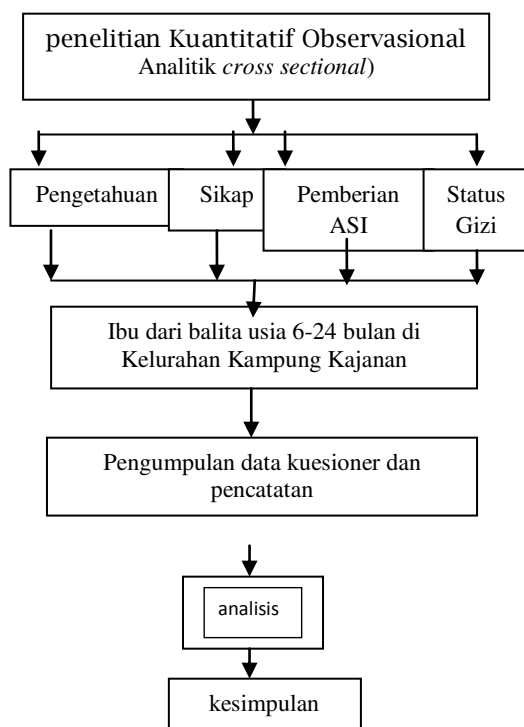 penelitian Kuantitatif Observasional
Analitik cross sectional)
Pengetahuan
Sikap
Pemberian
ASI
Status
Gizi
Ibu dari balita usia 6-24 bulan di
Kelurahan Kampung Kajanan
Pengumpulan data kuesioner dan
pencatatan
analisis
kesimpulan